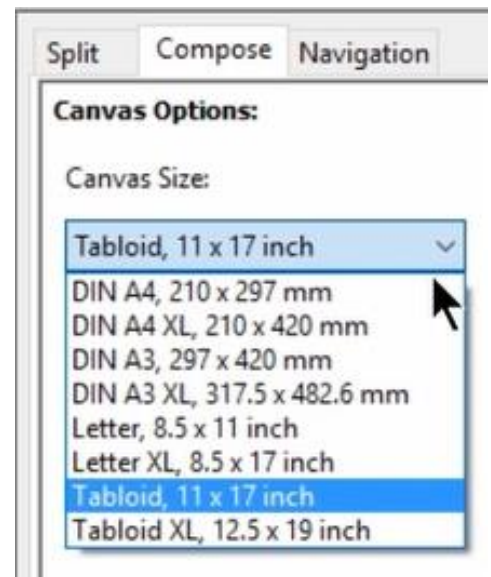 Split Compose Navigation
Canvas Options:
Canvas Size:
Tabloid, 11 x 17 inch
DIN A4, 210 x 297 mm
DIN A4 XL, 210 x 420 mm
DIN A3, 297 x 420 mm
DIN A3 XL, 317.5 x 482.6 mm
Letter, 8.5 x 11 inch
Letter XL, 8.5 x 17 inch
Tabloid, 11 x 17 inch
Tabloid XL, 12.5 x 19 inch